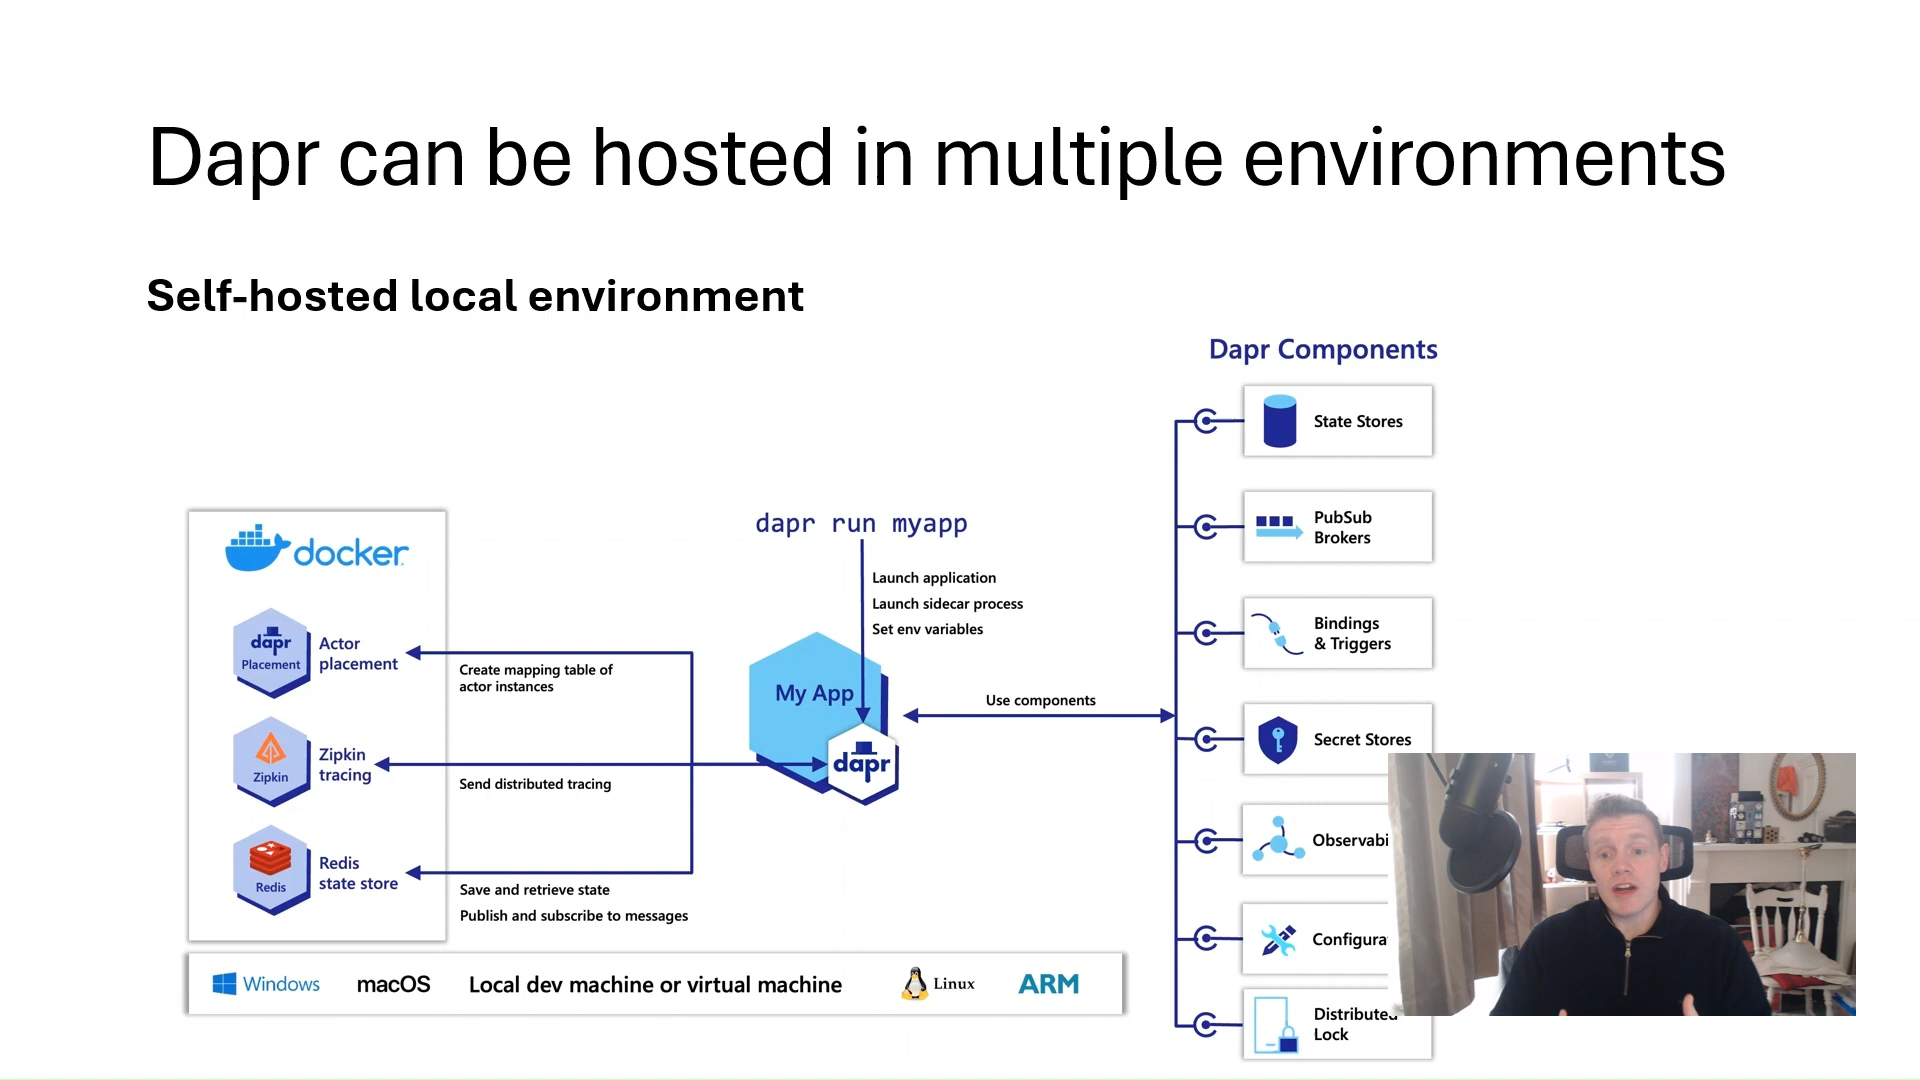 Dapr can be hosted in multiple environments
Self-hosted local environment
Dapr Components
State Stores
PubSub
Brokers
Bindings
& Triggers
Secret Stores
Observabi
Configura
Distributed
Lock
dapr run myapp
Launch application
Launch sidecar process
Set env variables
My App
dapr
Use components
docker
dapr
Placement
Actor
placement
Create mapping table of
actor instances
Zipkin
Zipkin
tracing
Send distributed tracing
Redis
Redis
state store
Save and retrieve state
Publish and subscribe to messages
Windows macOS Local dev machine or virtual machine Linux ARM